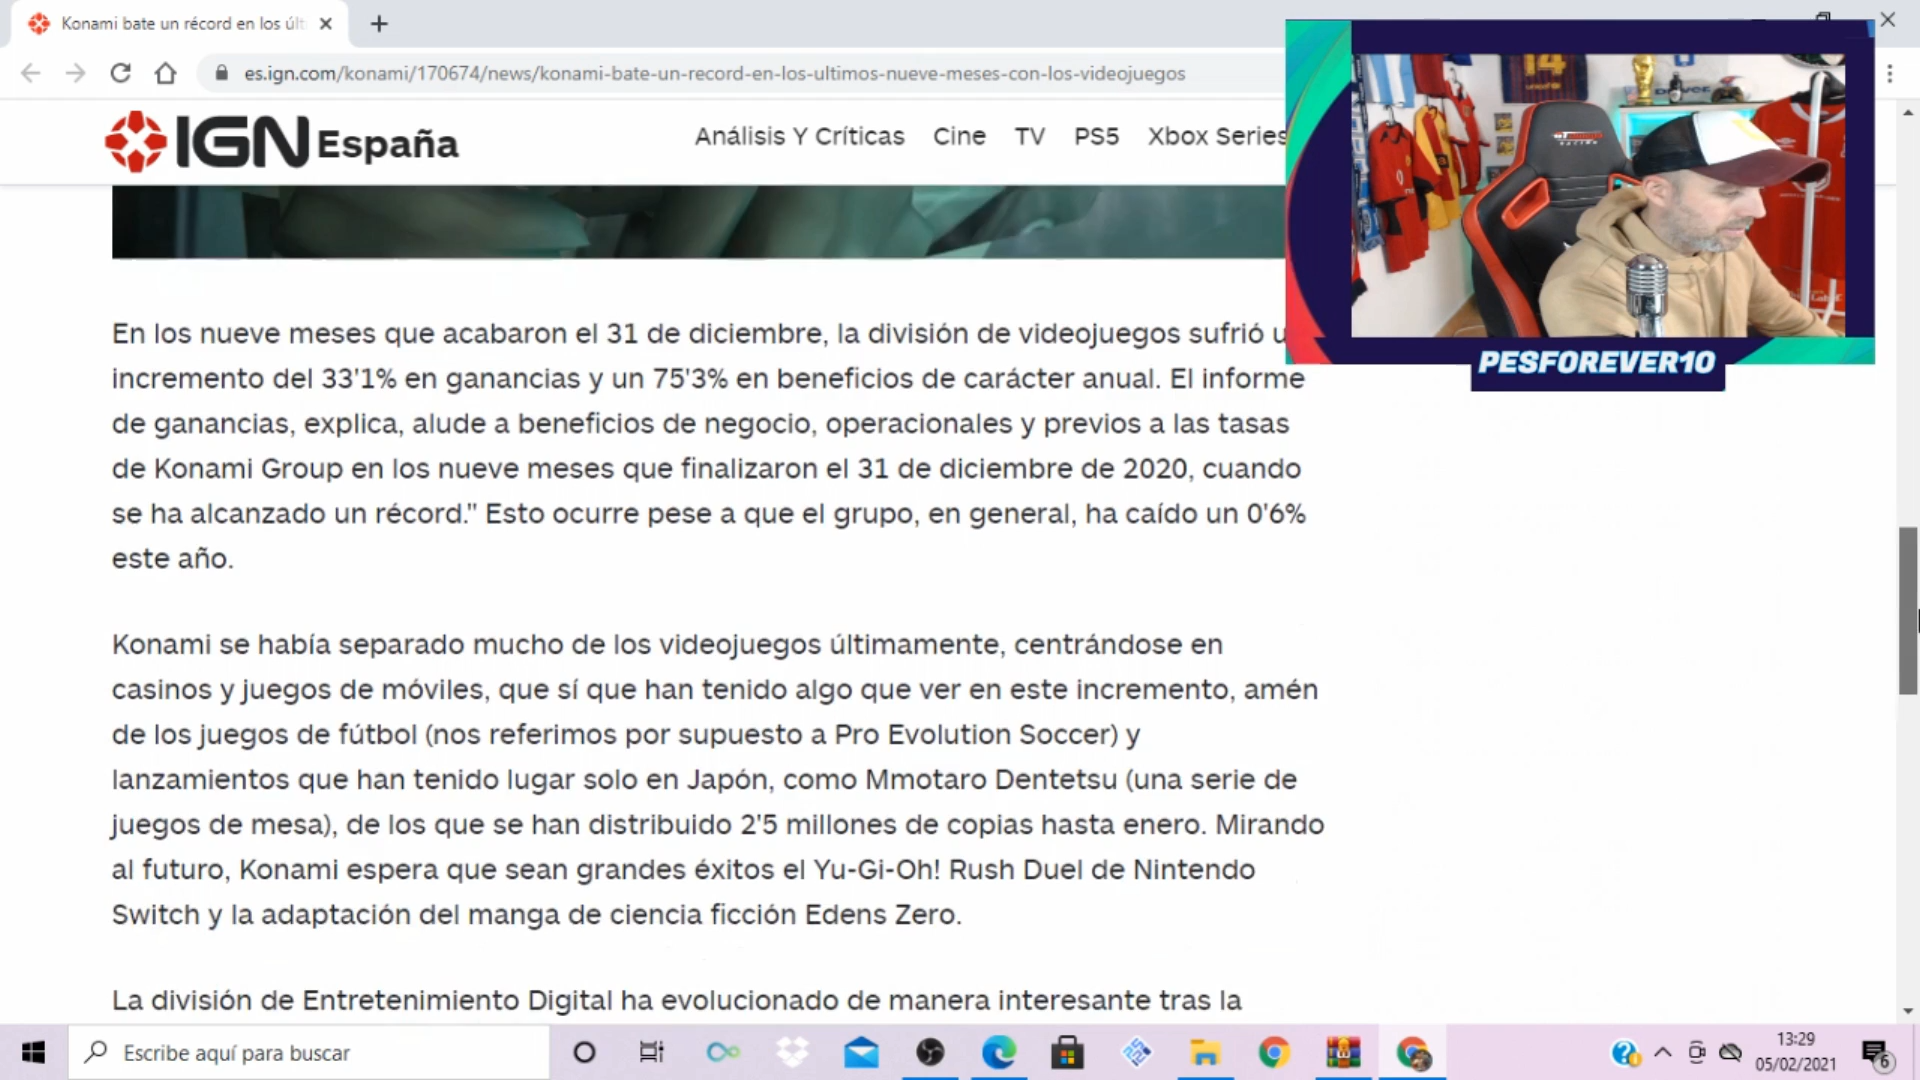 Konami bate un récord en los últ
es.ign.com/konami/170674/news/konami-bate-un-record-en-los-ultimos-nueve-meses-con-los-videojuegos
IGN España
Análisis Y Críticas Cine TV PS5 Xbox Series
14
PESFOREVER10
En los nueve meses que acabaron el 31 de diciembre, la división de videojuegos sufrió u
incremento del 33'1% en ganancias y un 75'3% en beneficios de carácter anual. El informe
de ganancias, explica, alude a beneficios de negocio, operacionales y previos a las tasas
de Konami Group en los nueve meses que finalizaron el 31 de diciembre de 2020, cuando
se ha alcanzado un récord." Esto ocurre pese a que el grupo, en general, ha caído un 0'6%
este año.
Konami se había separado mucho de los videojuegos últimamente, centrándose en
casinos y juegos de móviles, que sí que han tenido algo que ver en este incremento, amén
de los juegos de fútbol (nos referimos por supuesto a Pro Evolution Soccer) y
lanzamientos que han tenido lugar solo en Japón, como Mmotaro Dentetsu (una serie de
juegos de mesa), de los que se han distribuido 2'5 millones de copias hasta enero. Mirando
al futuro, Konami espera que sean grandes éxitos el Yu-Gi-Oh! Rush Duel de Nintendo
Switch y la adaptación del manga de ciencia ficción Edens Zero.
La división de Entretenimiento Digital ha evolucionado de manera interesante tras la
Escribe aquí para buscar
13:29
05/02/2021
6